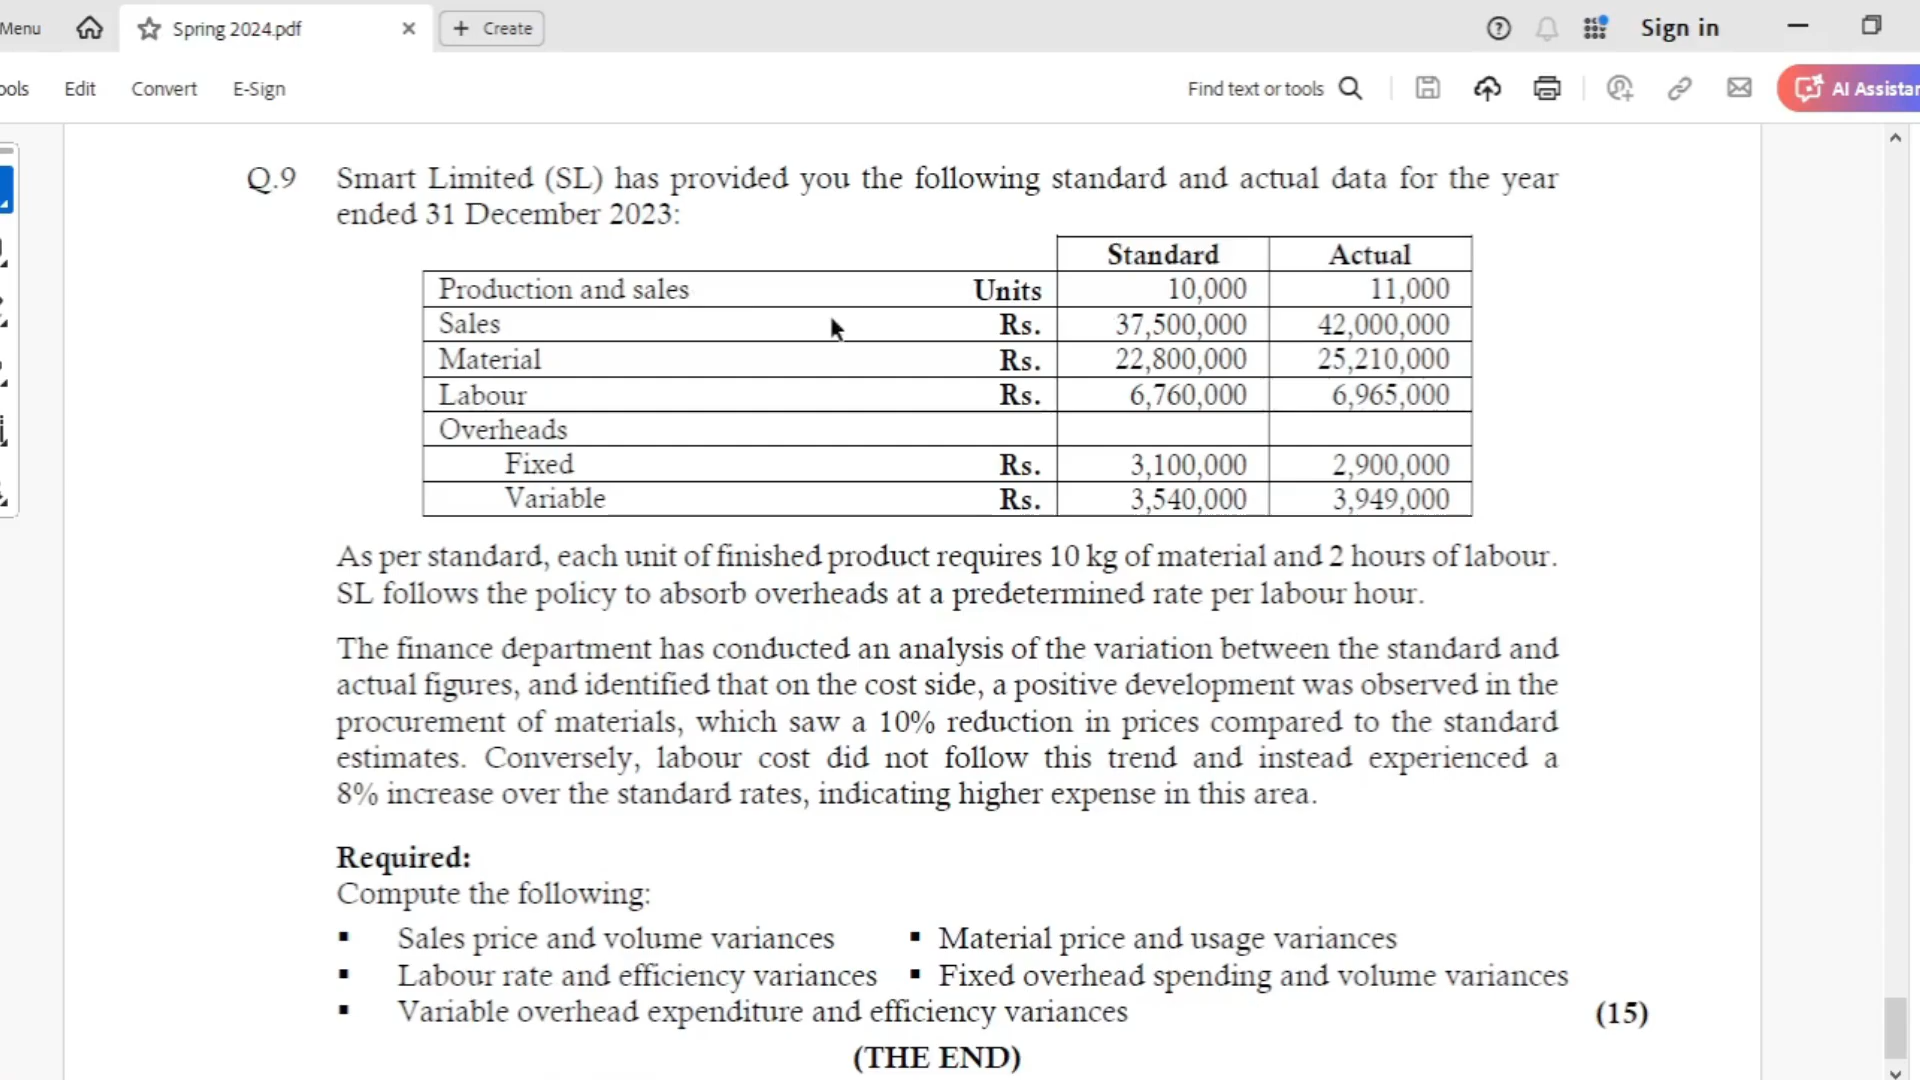 Menu Spring 2024.pdf Create Sign in
ools Edit Convert E-Sign Find text or tools AI Assistan
Q.9 Smart Limited (SL) has provided you the following standard and actual data for the year
ended 31 December 2023:
Standard Actual
Production and sales Units 10,000 11,000
Sales Rs. 37,500,000 42,000,000
Material Rs. 22,800,000 25,210,000
Labour Rs. 6,760,000 6,965,000
Overheads
Fixed Rs. 3,100,000 2,900,000
Variable Rs. 3,540,000 3,949,000
As per standard, each unit of finished product requires 10 kg of material and 2 hours of labour.
SL follows the policy to absorb overheads at a predetermined rate per labour hour.
The finance department has conducted an analysis of the variation between the standard and
actual figures, and identified that on the cost side, a positive development was observed in the
procurement of materials, which saw a 10% reduction in prices compared to the standard
estimates. Conversely, labour cost did not follow this trend and instead experienced a
8% increase over the standard rates, indicating higher expense in this area.
Required:
Compute the following:
▪ Sales price and volume variances ▪ Material price and usage variances
▪ Labour rate and efficiency variances ▪ Fixed overhead spending and volume variances
▪ Variable overhead expenditure and efficiency variances (15)
(THE END)